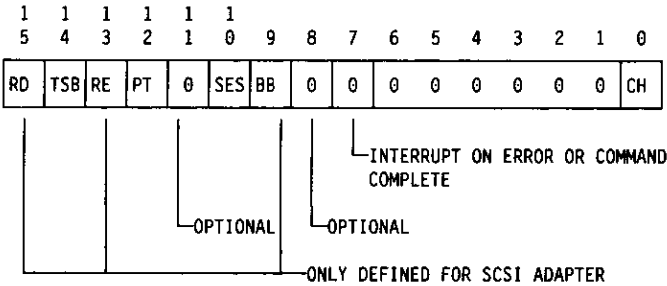 1 1 1 1 1 1
5 4 3 2 1 0 9 8 7 6 5 4 3 2 1 0
RD TSB RE PT 0 SES BB 0 0 0 0 0 0 0 0 CH
INTERRUPT ON ERROR OR COMMAND
COMPLETE
OPTIONAL OPTIONAL
ONLY DEFINED FOR SCSI ADAPTER